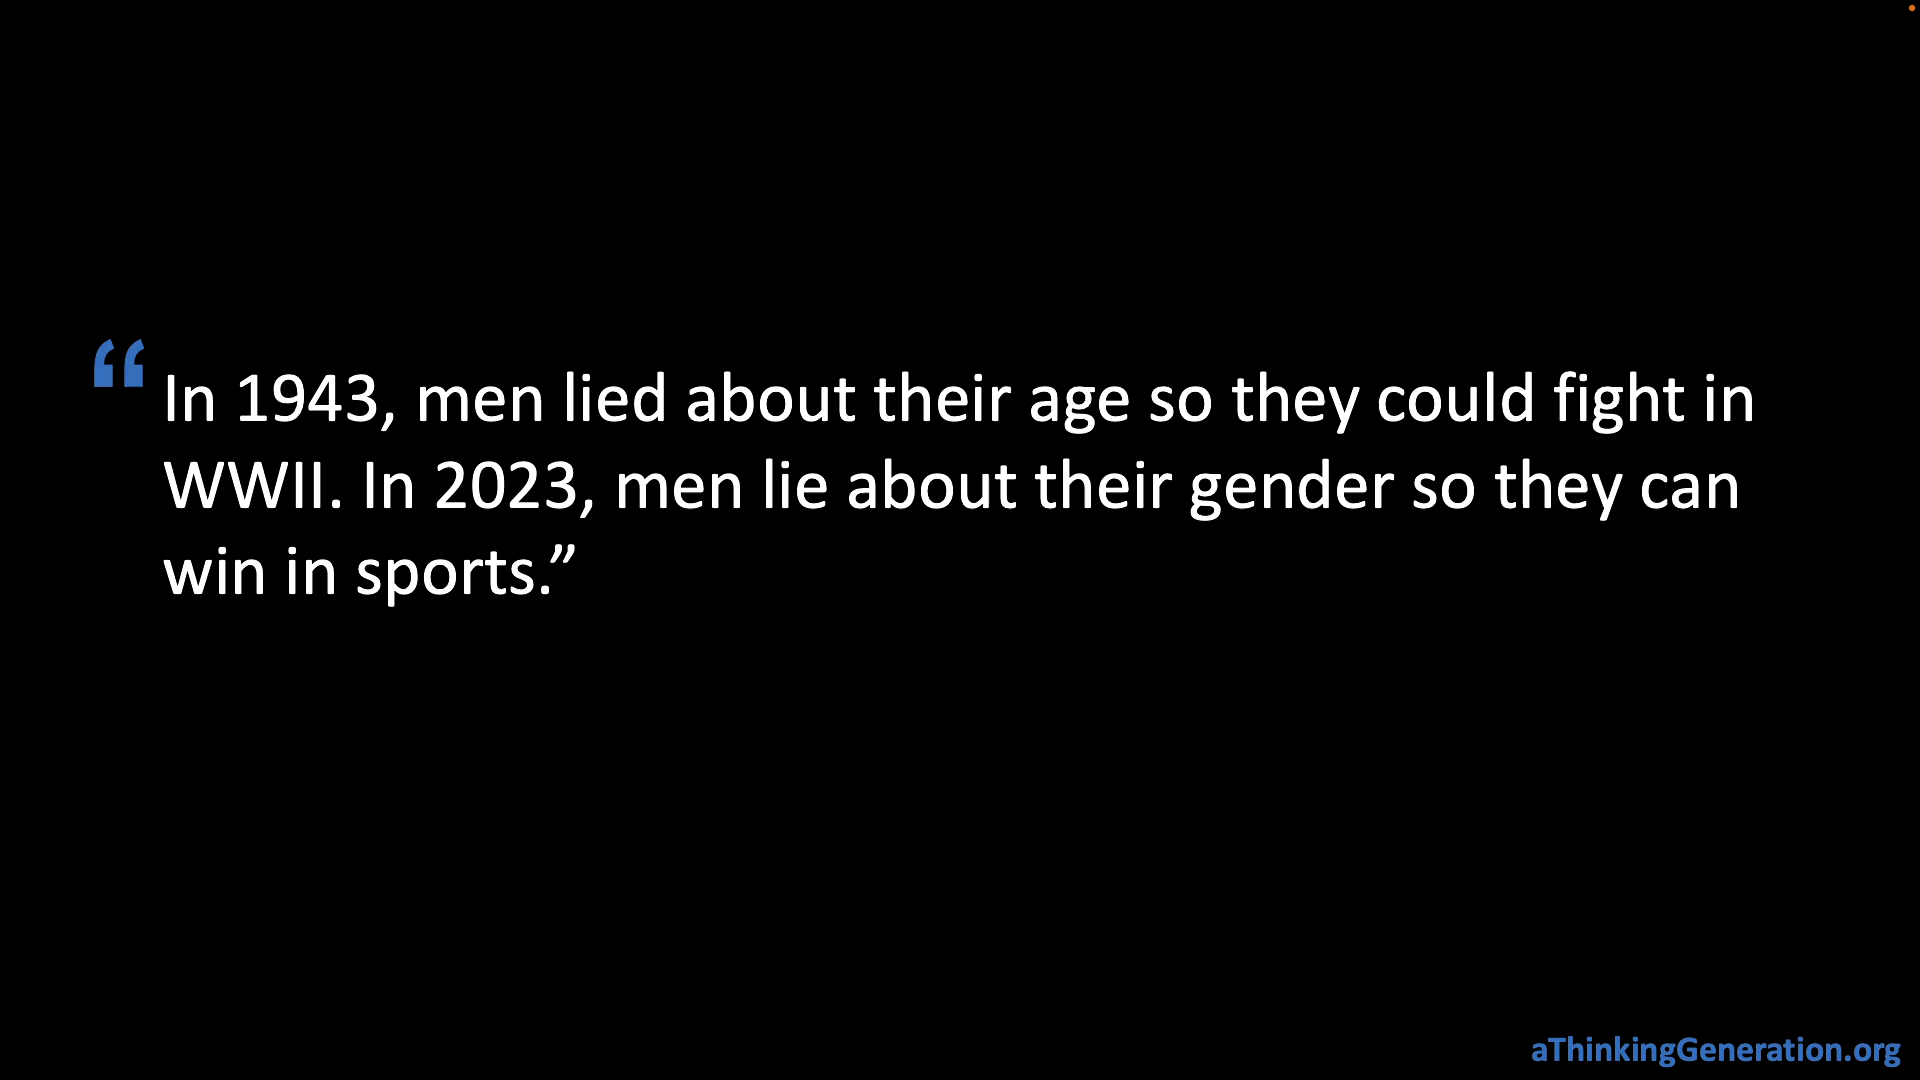 “In 1943, men lied about their age so they could fight in
WWII. In 2023, men lie about their gender so they can
win in sports.”
aThinkingGeneration.org